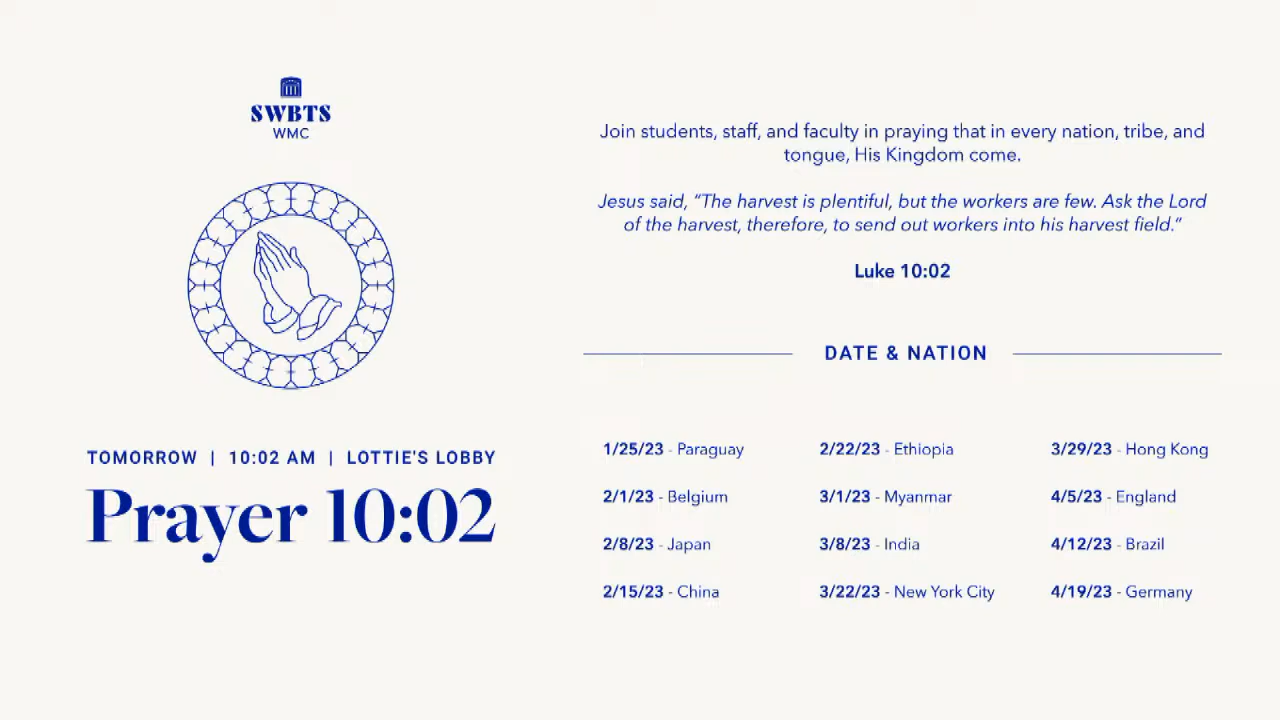 SWBTS
WMC
TOMORROW | 10:02 AM | LOTTIE'S LOBBY
Prayer 10:02
Join students, staff, and faculty in praying that in every nation, tribe, and
tongue, His Kingdom come.
Jesus said, “The harvest is plentiful, but the workers are few. Ask the Lord
of the harvest, therefore, to send out workers into his harvest field.”
Luke 10:02
DATE & NATION
1/25/23 - Paraguay
2/1/23 - Belgium
2/8/23 - Japan
2/15/23 - China
2/22/23 - Ethiopia
3/1/23 - Myanmar
3/8/23 - India
3/22/23 - New York City
3/29/23 - Hong Kong
4/5/23 - England
4/12/23 - Brazil
4/19/23 - Germany